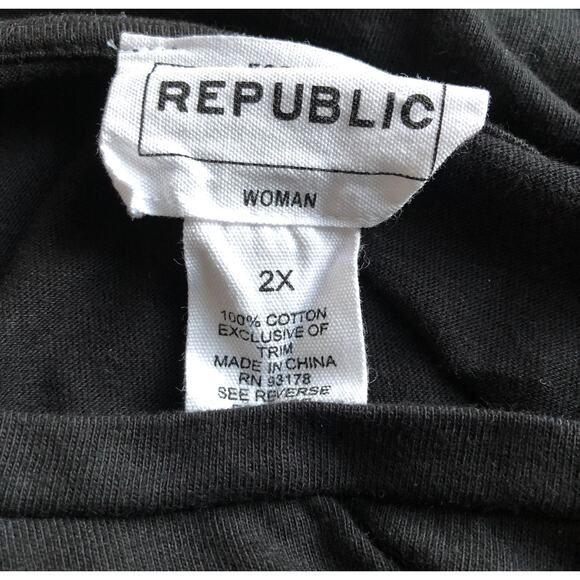 REPUBLIC
WOMAN
2X
100% COTTON
EXCLUSIVE OF
TRIM
MADE IN CHINA
RN 93178
SEE REVERSE